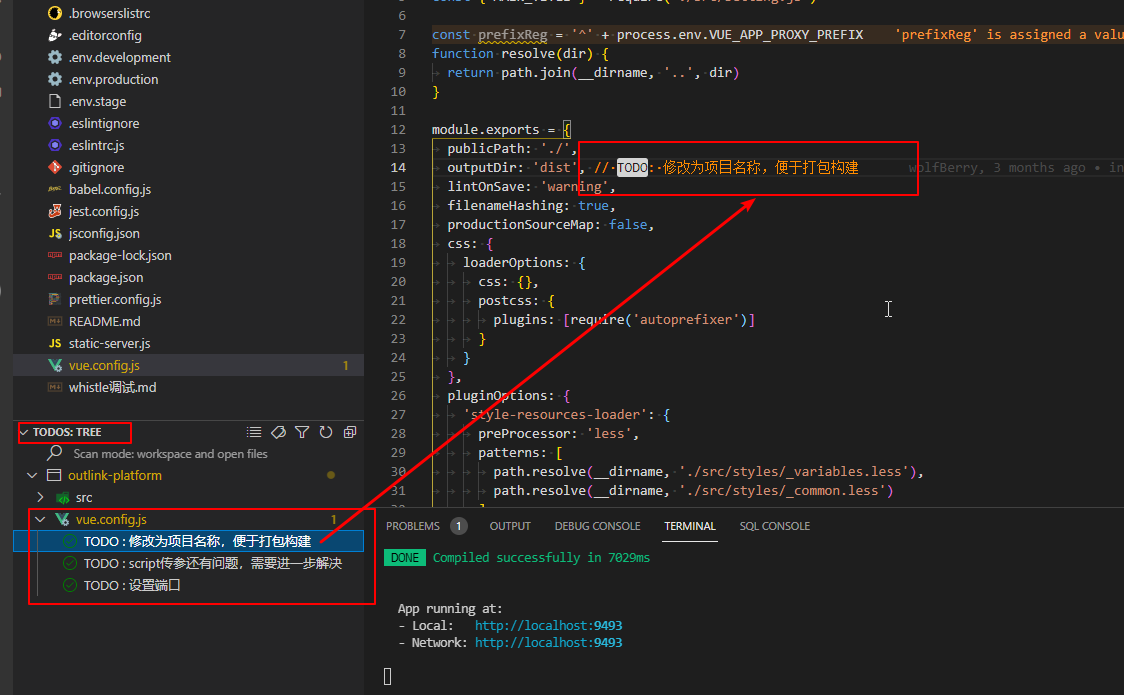 .browserslistrc
.editorconfig
.env.development
.env.production
.env.stage
.eslintignore
.eslintrc.js
.gitignore
babel.config.js
jest.config.js
jsconfig.json
package-lock.json
package.json
prettier.config.js
README.md
static-server.js
vue.config.js 1
whistle调试.md
TODOS: TREE
Scan mode: workspace and open files
outlink-platform
src
vue.config.js 1
TODO : 修改为项目名称，便于打包构建
TODO : script传参还有问题，需要进一步解决
TODO : 设置端口
6
7 const prefixReg = '^' + process.env.VUE_APP_PROXY_PREFIX 'prefixReg' is assigned a valu
8 function resolve(dir) {
9 return path.join(__dirname, '..', dir)
10 }
11
12 module.exports = {
13 publicPath: './',
14 outputDir: 'dist', // TODO: 修改为项目名称，便于打包构建 wolfBerry, 3 months ago • in
15 lintOnSave: 'warning',
16 filenameHashing: true,
17 productionSourceMap: false,
18 css: {
19 loaderOptions: {
20 css: {},
21 postcss: {
22 plugins: [require('autoprefixer')]
23 }
24 }
25 },
26 pluginOptions: {
27 'style-resources-loader': {
28 preProcessor: 'less',
29 patterns: [
30 path.resolve(__dirname, './src/styles/_variables.less'),
31 path.resolve(__dirname, './src/styles/_common.less')
PROBLEMS 1 OUTPUT DEBUG CONSOLE TERMINAL SQL CONSOLE
DONE Compiled successfully in 7029ms
App running at:
- Local: http://localhost:9493
- Network: http://localhost:9493